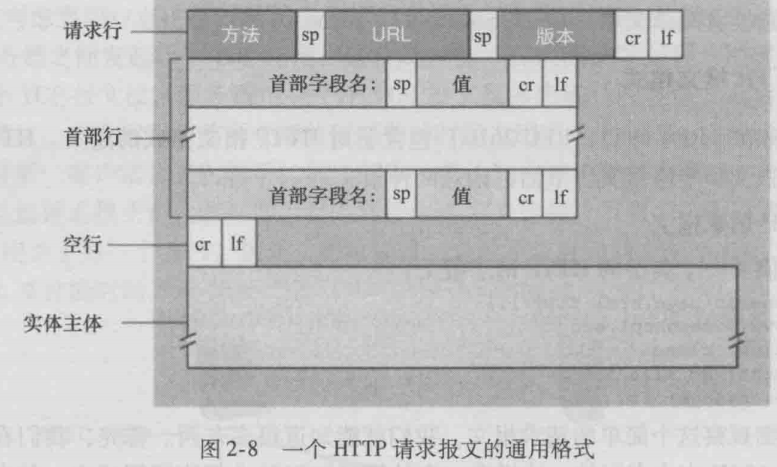 请求行 方法 sp URL sp 版本 cr lf
首部字段名： sp 值 cr lf
首部行
首部字段名： sp 值 cr lf
空行 cr lf
实体主体
图 2-8 一个 HTTP 请求报文的通用格式